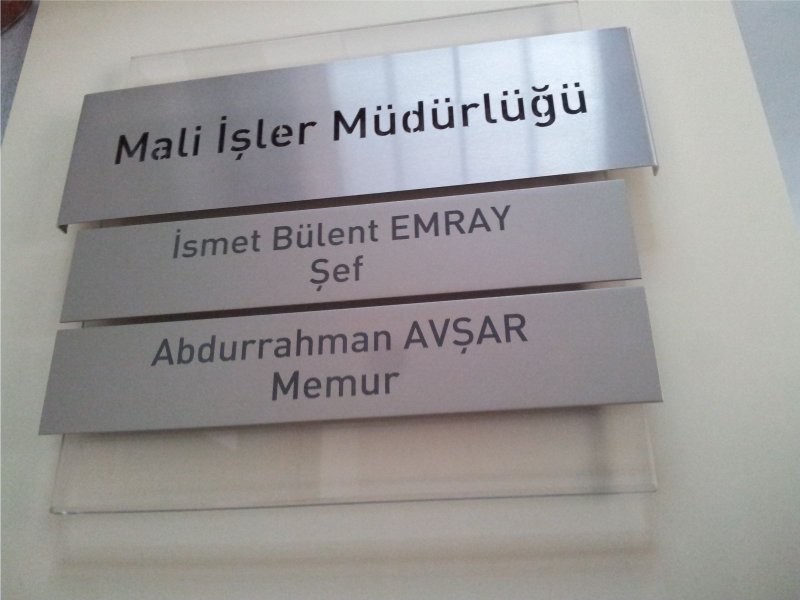 Mali İşler Müdürlüğü
İsmet Bülent EMRAY
Şef
Abdurrahman AVŞAR
Memur